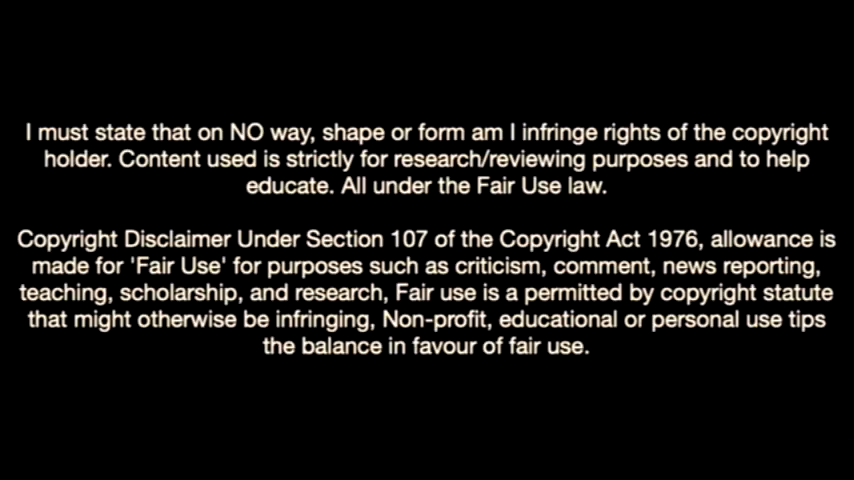 I must state that on NO way, shape or form am I infringe rights of the copyright
holder. Content used is strictly for research/reviewing purposes and to help
educate. All under the Fair Use law.
Copyright Disclaimer Under Section 107 of the Copyright Act 1976, allowance is
made for 'Fair Use' for purposes such as criticism, comment, news reporting,
teaching, scholarship, and research, Fair use is a permitted by copyright statute
that might otherwise be infringing, Non-profit, educational or personal use tips
the balance in favour of fair use.